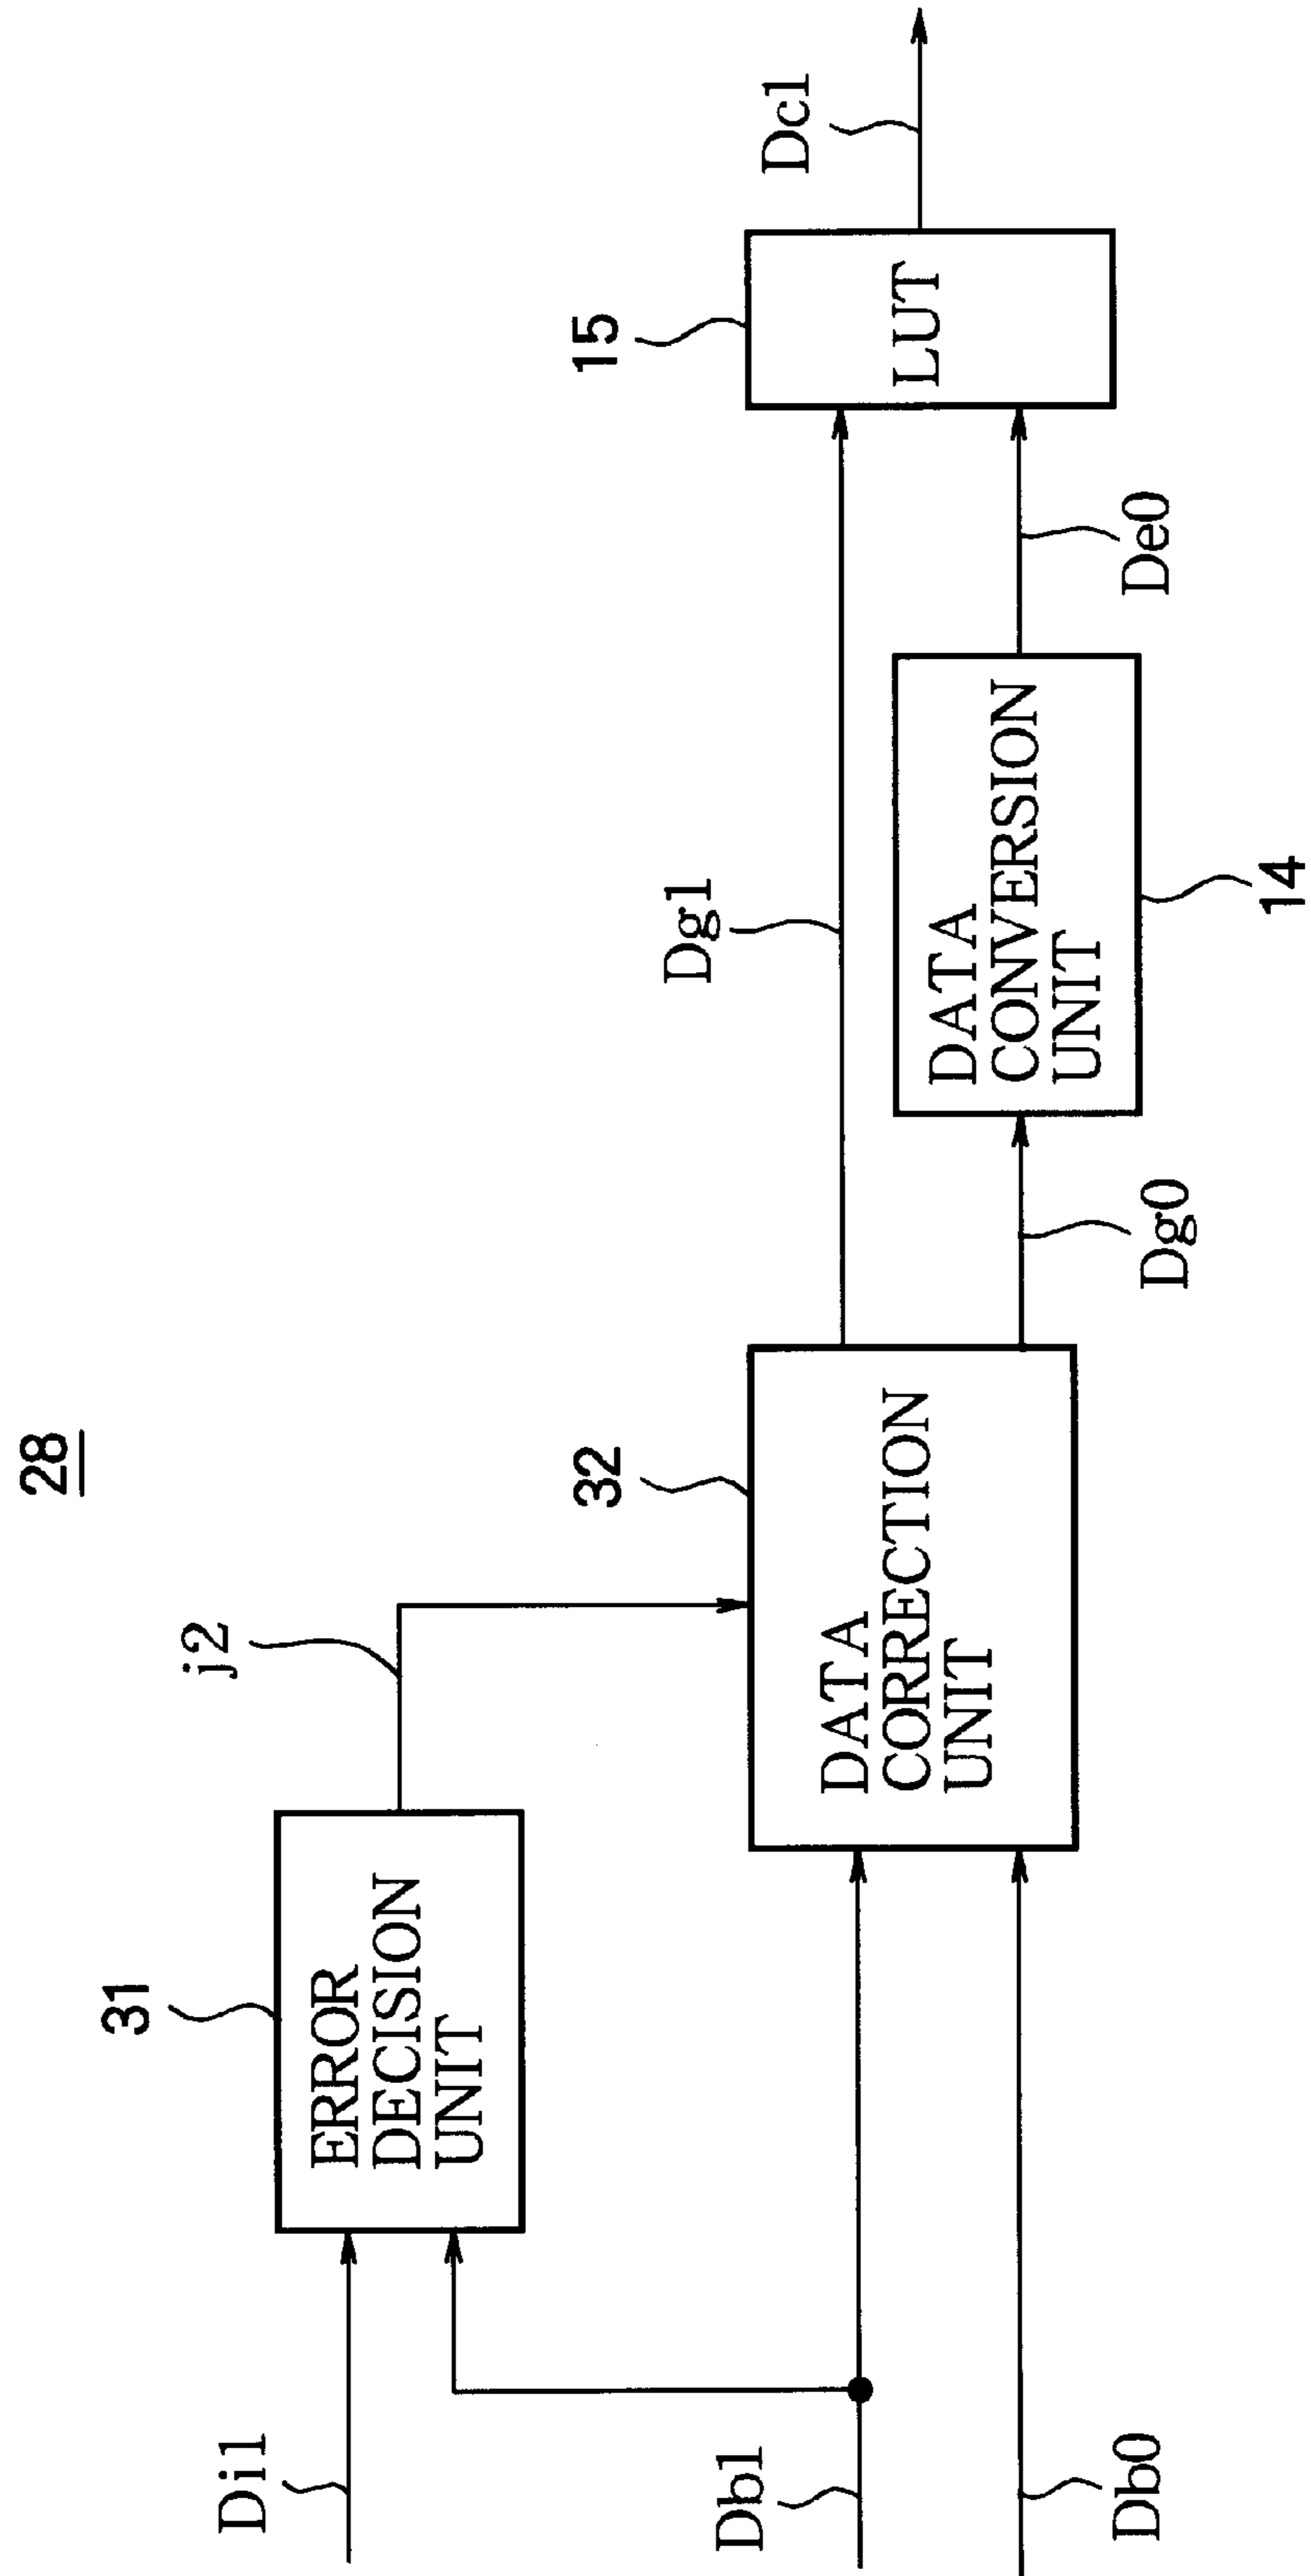 28
31
ERROR
DECISION
UNIT
Di1
j2
32
DATA
CORRECTION
UNIT
Db1
Db0
Dg1
Dg0
DATA
CONVERSION
UNIT
14
De0
15
LUT
Dc1